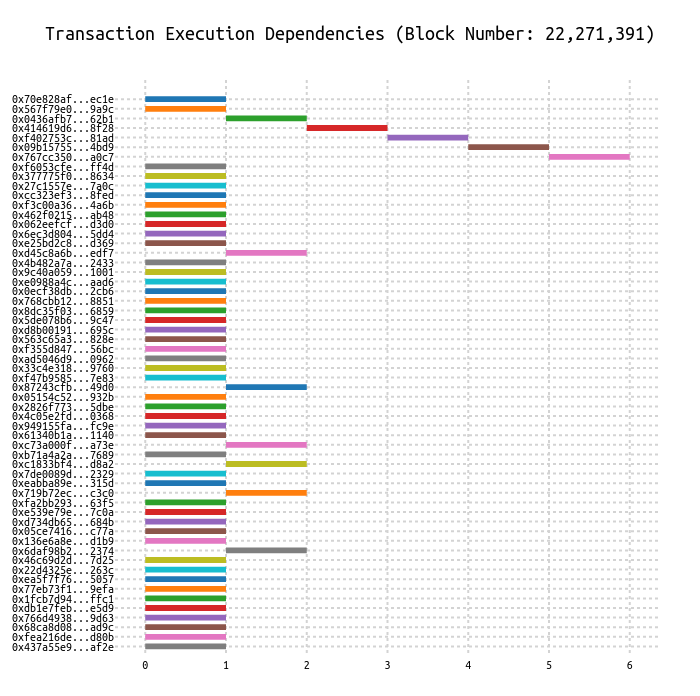 Transaction Execution Dependencies (Block Number: 22,271,391)
0x70e828af...ec1e
0x567f79e0...9a9c
0x0436afb7...62b1
0x414619d6...8f28
0xf402753c...81ad
0x09b15755...4bd9
0x767cc350...a0c7
0xf6053cfe...ff4d
0x377775f0...8634
0x27c1557e...7a0c
0xcc323ef3...8fed
0xf3c00a36...4a6b
0x462f0215...ab48
0x062eefcf...d3d0
0x6ec3d804...5dd4
0xe25bd2c8...d369
0xd45c8a6b...edf7
0x4b482a7a...2433
0x9c40a059...1001
0xe0988a4c...aad6
0x0ecf38db...2cb6
0x768cbb12...8851
0x8dc35f03...6859
0x5de078b6...9c47
0xd8b00191...695c
0x563c65a3...828e
0xf355d847...56bc
0xad5046d9...0962
0x33c4e318...9760
0xf47b9585...7e83
0x87243cfb...49d0
0x05154c52...932b
0x2826f773...5dbe
0x4c05e2fd...0368
0x949155fa...fc9e
0x61340b1a...1140
0xc73a000f...a73e
0xb71a4a2a...7689
0xc1833bf4...d8a2
0x7de0089d...2329
0xeabba89e...315d
0x719b72ec...c3c0
0xfa2bb293...63f5
0xe539e79e...7c0a
0xd734db65...684b
0x05ce7416...c77a
0x136e6a8e...d1b9
0x6daf98b2...2374
0x46c69d2d...7d25
0x22d4325e...263c
0xea5f7f76...5057
0x77eb73f1...9efa
0x1fcb7d94...ffc1
0xdb1e7feb...e5d9
0x766d4938...9d63
0x68ca8d08...ad9c
0xfea216de...d80b
0x437a55e9...af2e
0 1 2 3 4 5 6